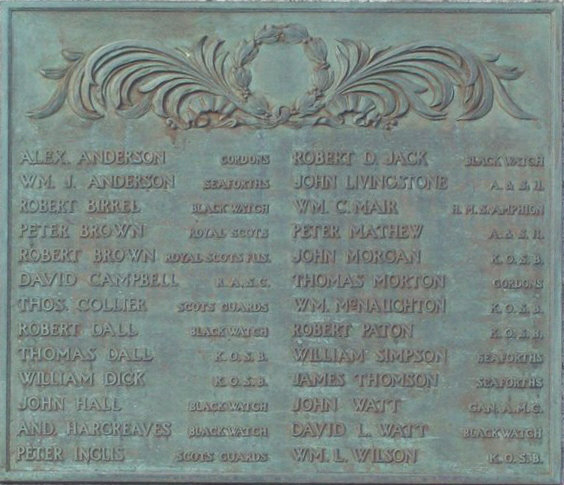 ALEX. ANDERSON GORDONS
WM. J. ANDERSON SEAFORTHS
ROBERT BIRREL BLACK WATCH
PETER BROWN ROYAL SCOTS
ROBERT BROWN ROYAL SCOTS FUS.
DAVID CAMPBELL R.A.S.C.
THOS. COLLIER SCOTS GUARDS
ROBERT DALL BLACK WATCH
THOMAS DALL K.O.S.B.
WILLIAM DICK K.O.S.B.
JOHN HALL BLACK WATCH
AND. HARGREAVES BLACK WATCH
PETER INGLIS SCOTS GUARDS
ROBERT D. JACK BLACK WATCH
JOHN LIVINGSTONE A. & S. H.
WM. C. MAIR H.M.S. AMPHION
PETER MATHEW A. & S. H.
JOHN MORGAN K.O.S.B.
THOMAS MORTON GORDONS
WM. McNAUGHTON K.O.S.B.
ROBERT PATON K.O.S.B.
WILLIAM SIMPSON SEAFORTHS
JAMES THOMSON SEAFORTHS
JOHN WATT CAN. A.M.C.
DAVID L. WATT BLACK WATCH
WM. L. WILSON K.O.S.B.